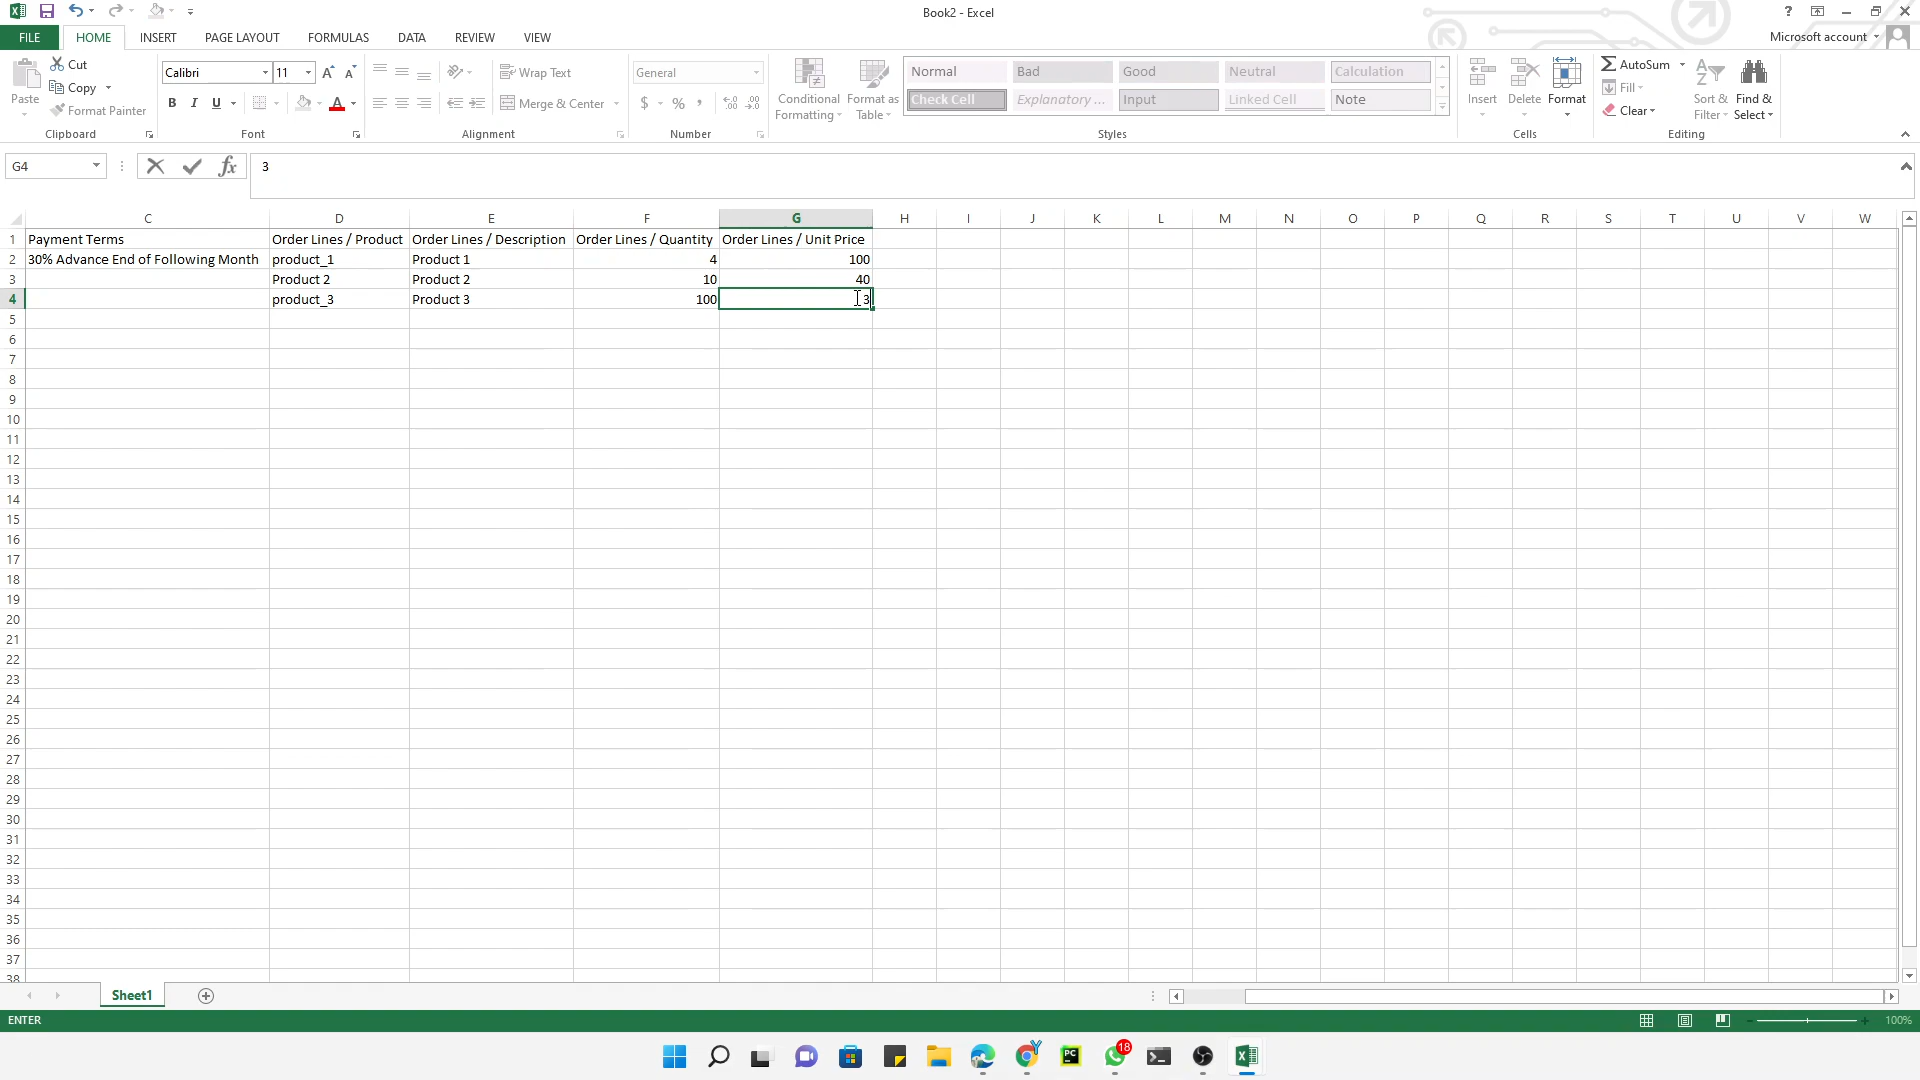 Book2 - Excel
?
FILE HOME INSERT PAGE LAYOUT FORMULAS DATA REVIEW VIEW Microsoft account
Paste Cut Copy Format Painter
Clipboard
Calibri 11
B I U A
Font
Wrap Text
Merge & Center
Alignment
General
$ % ,
Number
Conditional Formatting
Format as Table
Normal Bad Good Neutral Calculation
Check Cell Explanatory ... Input Linked Cell Note
Styles
Insert Delete Format
Cells
AutoSum
Fill
Clear
Sort & Filter
Find & Select
Editing
G4 fx 3
C D E F G H I J K L M N O P Q R S T U V W
1 Payment Terms Order Lines / Product Order Lines / Description Order Lines / Quantity Order Lines / Unit Price
2 30% Advance End of Following Month product_1 Product 1 4 100
3 Product 2 Product 2 10 40
4 product_3 Product 3 100 3
5
6
7
8
9
10
11
12
13
14
15
16
17
18
19
20
21
22
23
24
25
26
27
28
29
30
31
32
33
34
35
36
37
38
Sheet1
ENTER 100%
PC 18